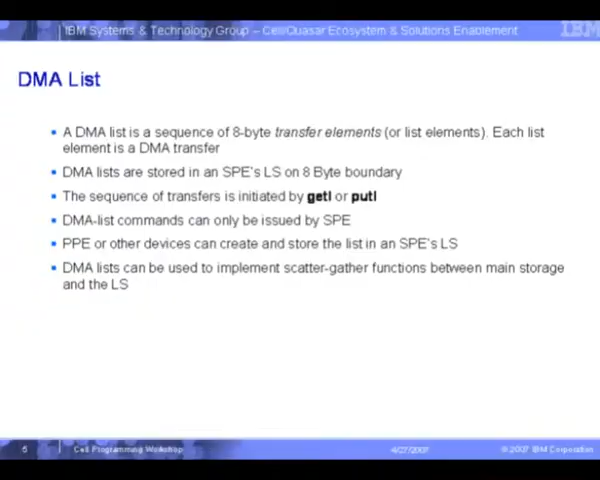 IBM Systems & Technology Group – Cell/Quasar Ecosystem & Solutions Enablement
IBM
DMA List
A DMA list is a sequence of 8-byte transfer elements (or list elements). Each list
element is a DMA transfer
DMA lists are stored in an SPE's LS on 8 Byte boundary
The sequence of transfers is initiated by getl or putl
DMA-list commands can only be issued by SPE
PPE or other devices can create and store the list in an SPE's LS
DMA lists can be used to implement scatter-gather functions between main storage
and the LS
Cell Programming Workshop
4/27/2007
© 2007 IBM Corporation